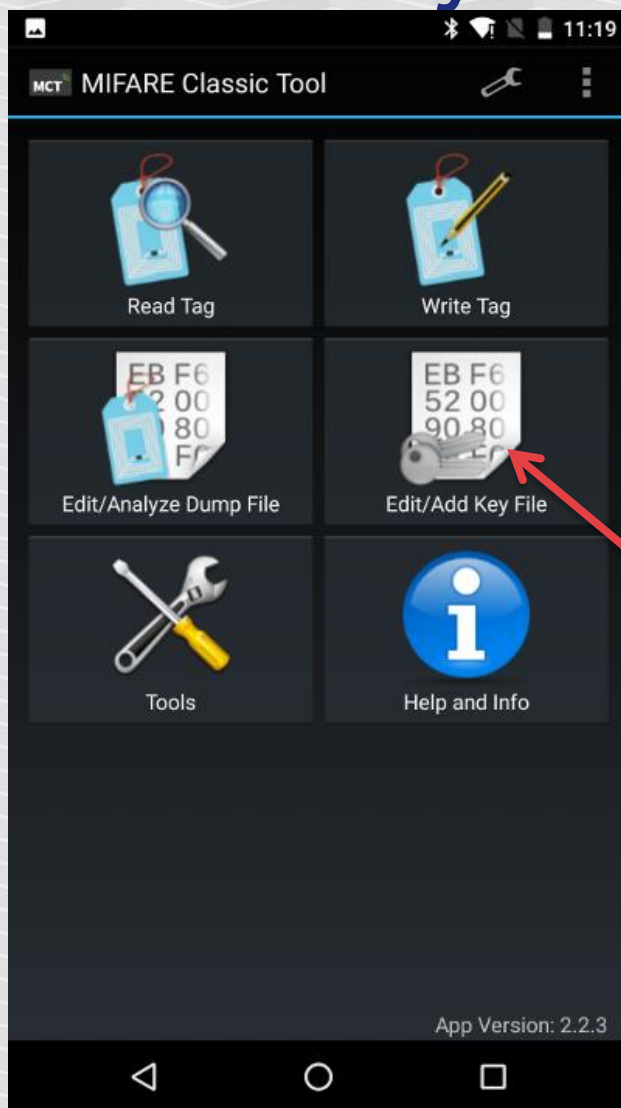 11:19
MCT MIFARE Classic Tool
Read Tag
Write Tag
EB F6
52 00
90 80
EB F6
52 00
90 80
Edit/Analyze Dump File
Edit/Add Key File
Tools
Help and Info
App Version: 2.2.3